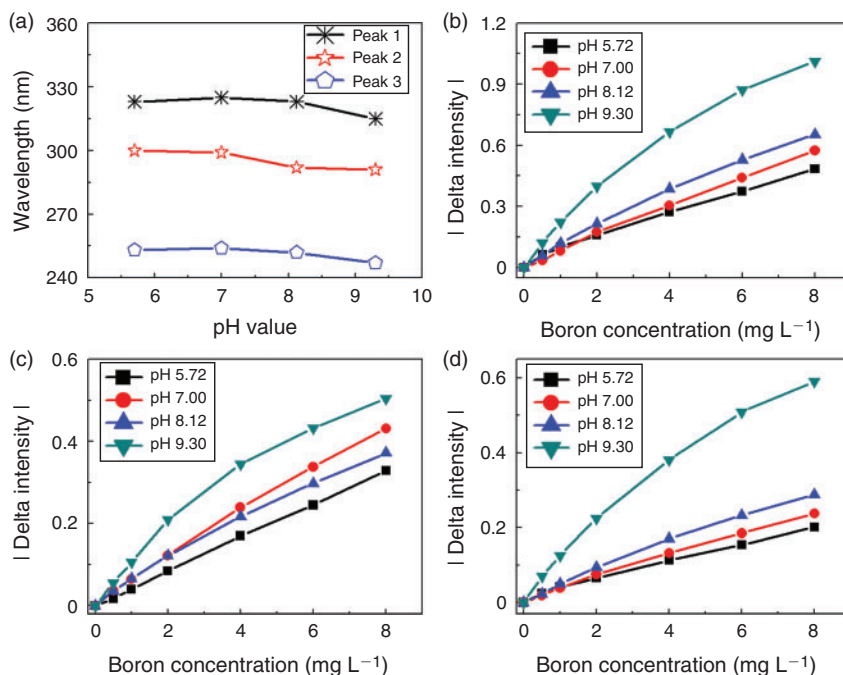 (a)
360
330
300
270
240
Wavelength (nm)
Peak 1
Peak 2
Peak 3
5 6 7 8 9 10
pH value
(b)
1.2
0.9
0.6
0.3
0
| Delta intensity |
pH 5.72
pH 7.00
pH 8.12
pH 9.30
0 2 4 6 8
Boron concentration (mg L⁻¹)
(c)
0.6
0.4
0.2
0
| Delta intensity |
pH 5.72
pH 7.00
pH 8.12
pH 9.30
0 2 4 6 8
Boron concentration (mg L⁻¹)
(d)
0.6
0.4
0.2
0
| Delta intensity |
pH 5.72
pH 7.00
pH 8.12
pH 9.30
0 2 4 6 8
Boron concentration (mg L⁻¹)